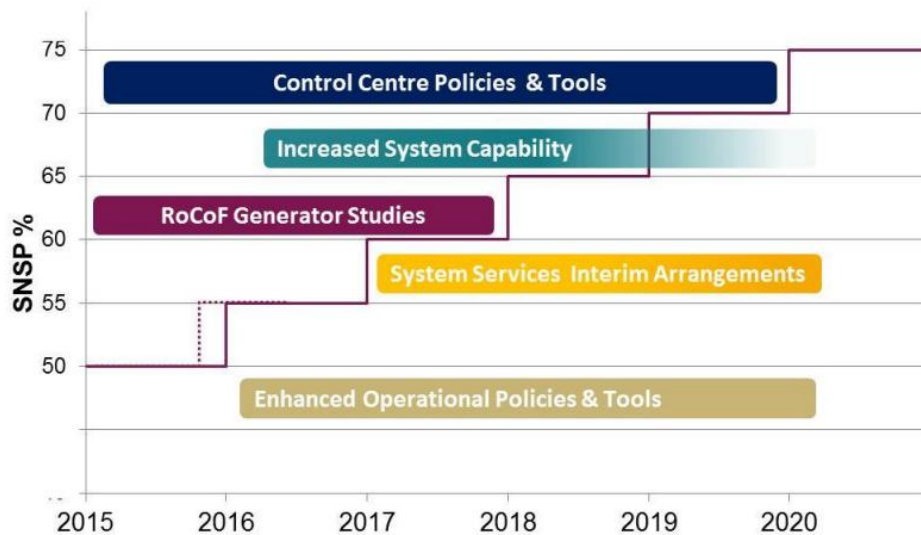 75
Control Centre Policies & Tools
70
Increased System Capability
65
RoCoF Generator Studies
60
System Services Interim Arrangements
55
50
Enhanced Operational Policies & Tools
SNSP %
2015 2016 2017 2018 2019 2020